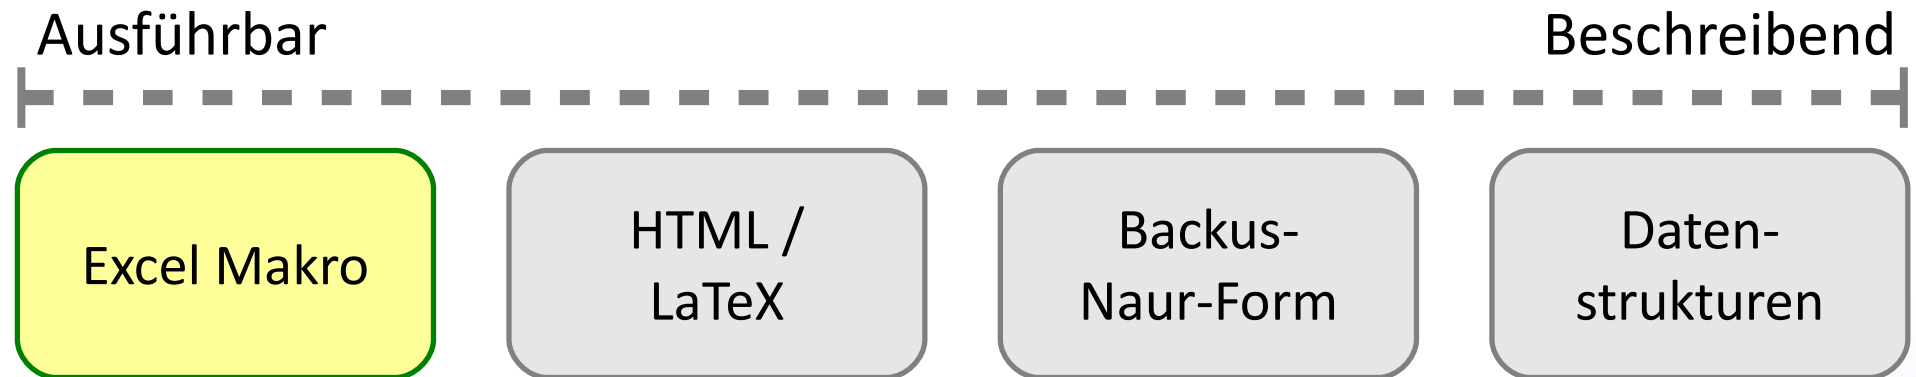 Ausführbar
Beschreibend
Excel Makro
HTML /
LaTeX
Backus-
Naur-Form
Daten-
strukturen